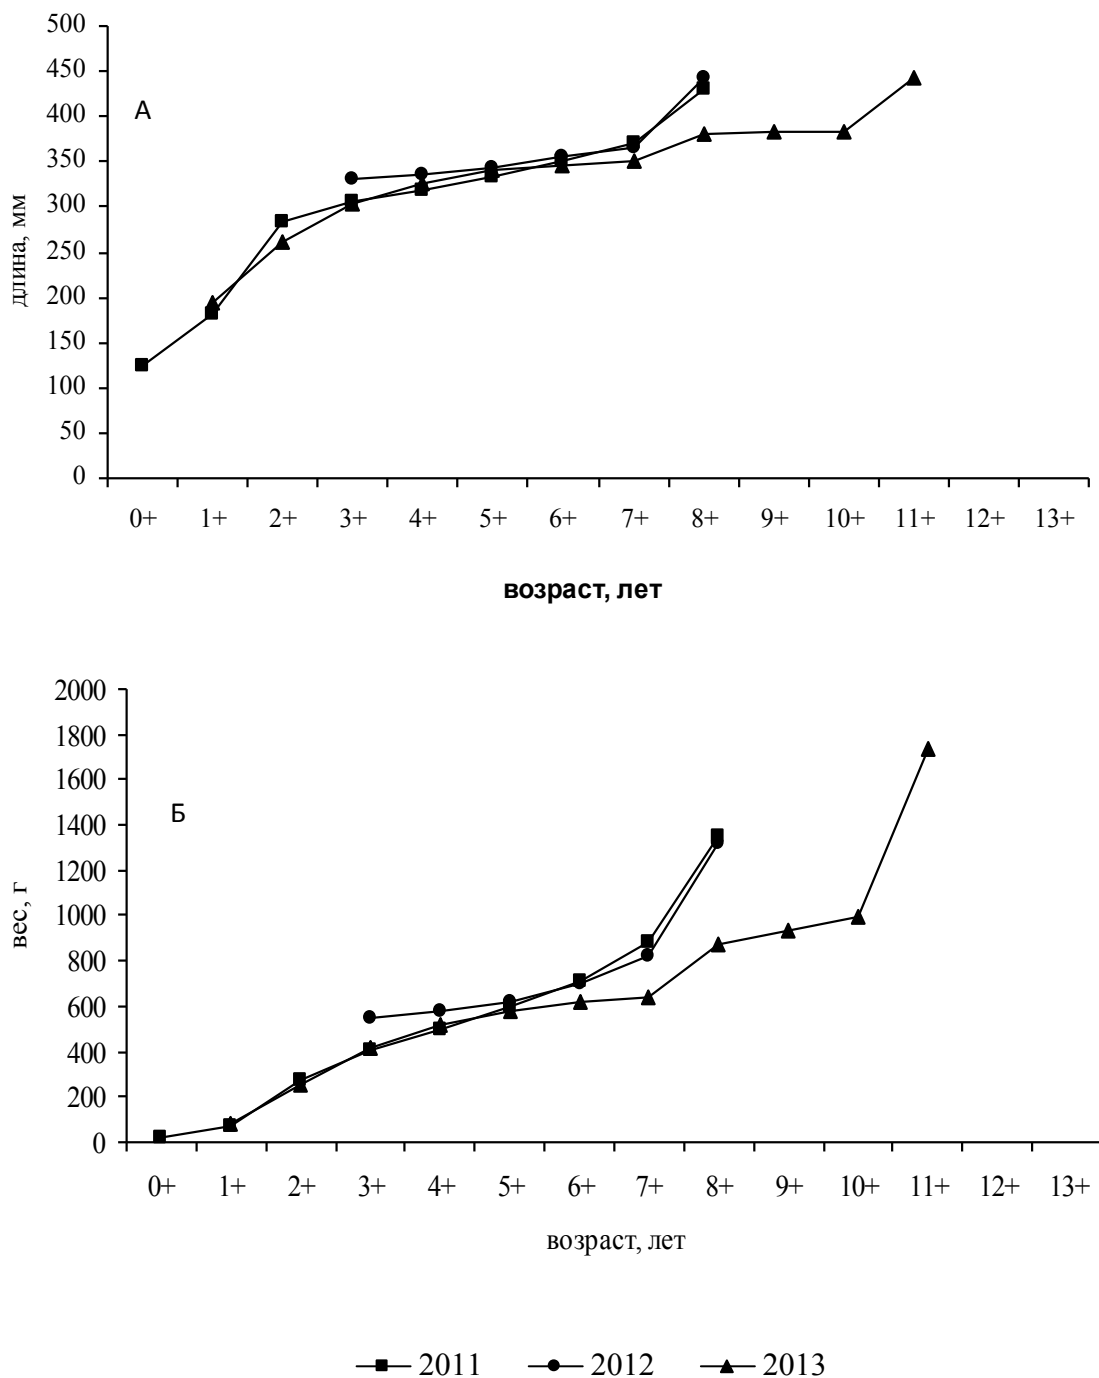 500
450
400
350
300
250
200
150
100
50
0
А
длина, мм
0+ 1+ 2+ 3+ 4+ 5+ 6+ 7+ 8+ 9+ 10+ 11+ 12+ 13+
возраст, лет
2000
1800
1600
1400
1200
1000
800
600
400
200
0
Б
вес, г
0+ 1+ 2+ 3+ 4+ 5+ 6+ 7+ 8+ 9+ 10+ 11+ 12+ 13+
возраст, лет
2011 2012 2013